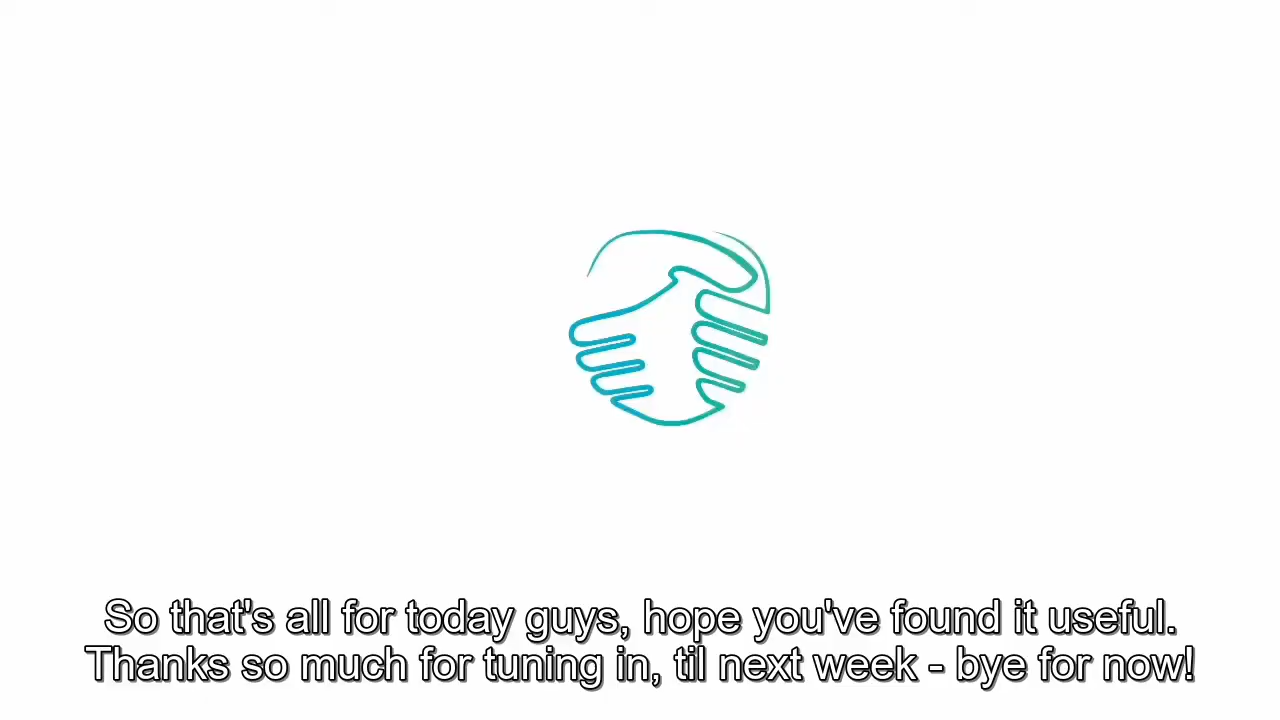 So that's all for today guys, hope you've found it useful.
Thanks so much for tuning in, til next week - bye for now!